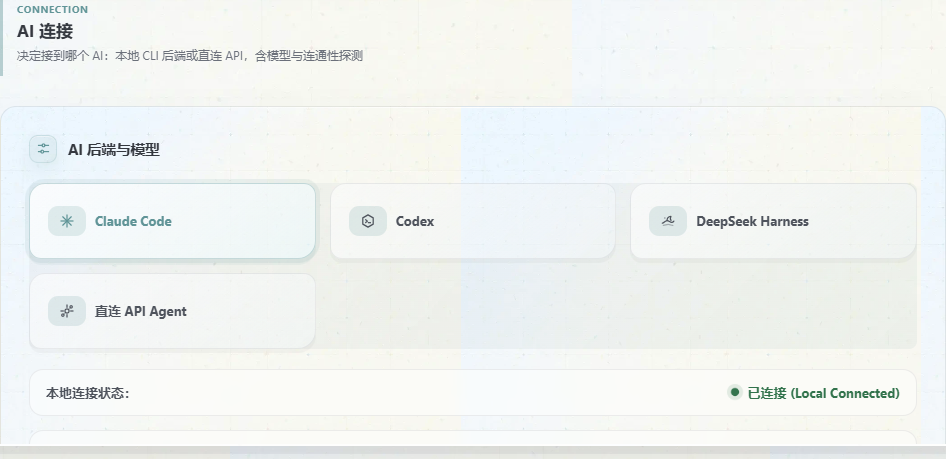 CONNECTION
AI 连接
决定接到哪个 AI：本地 CLI 后端或直连 API，含模型与连通性探测
AI 后端与模型
Claude Code
Codex
DeepSeek Harness
直连 API Agent
本地连接状态：
已连接 (Local Connected)